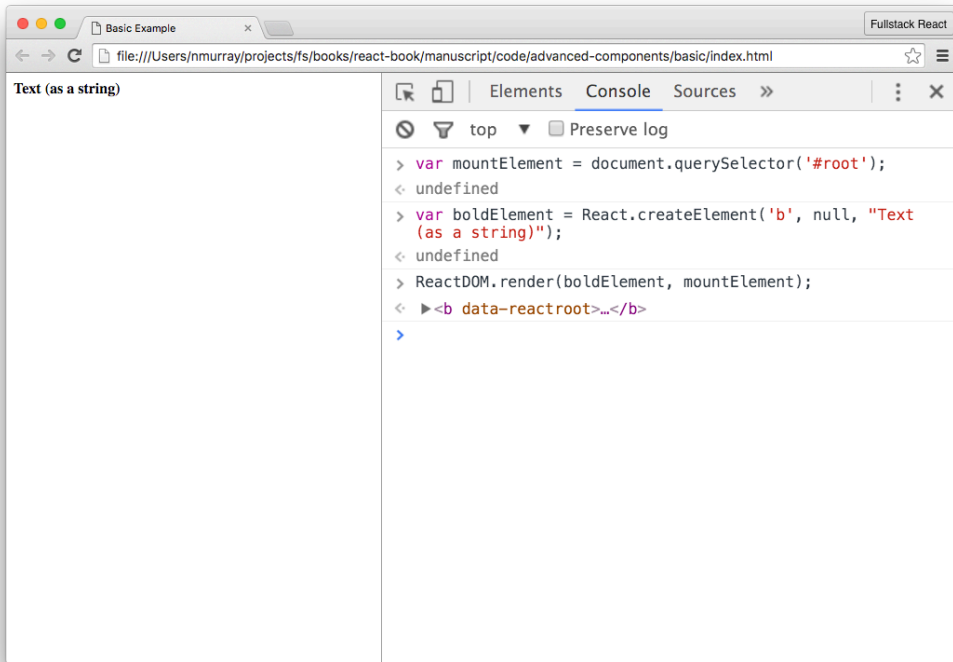 Basic Example
Fullstack React
file:///Users/nmurray/projects/fs/books/react-book/manuscript/code/advanced-components/basic/index.html
Text (as a string)
Elements Console Sources »
top ▼ Preserve log
> var mountElement = document.querySelector('#root');
<· undefined
> var boldElement = React.createElement('b', null, "Text
(as a string)");
<· undefined
> ReactDOM.render(boldElement, mountElement);
<· ▶<b data-reactroot>…</b>
>